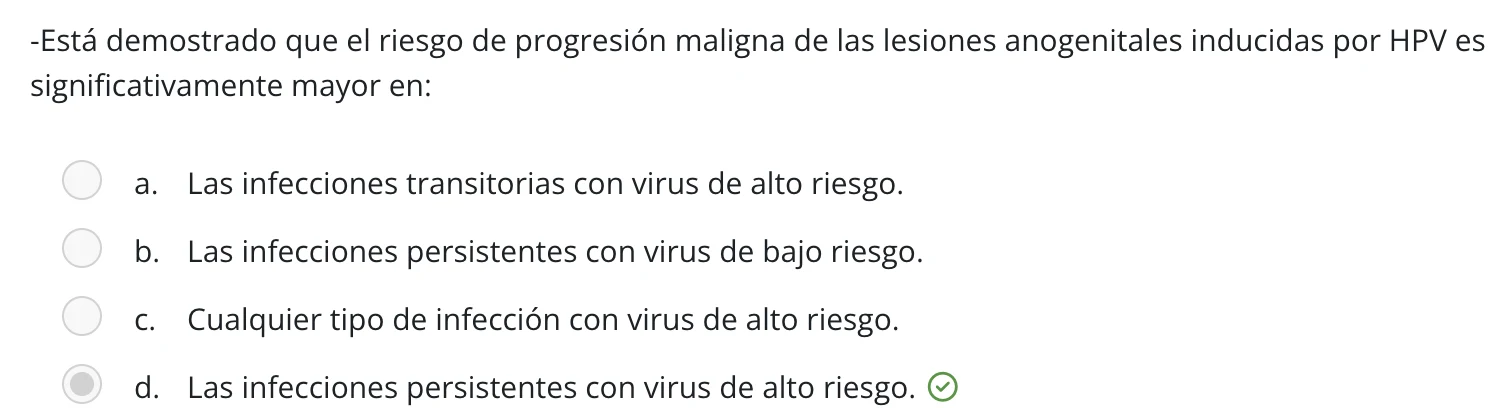 -Está demostrado que el riesgo de progresión maligna de las lesiones anogenitales inducidas por HPV es
significativamente mayor en:
a. Las infecciones transitorias con virus de alto riesgo.
b. Las infecciones persistentes con virus de bajo riesgo.
c. Cualquier tipo de infección con virus de alto riesgo.
d. Las infecciones persistentes con virus de alto riesgo.